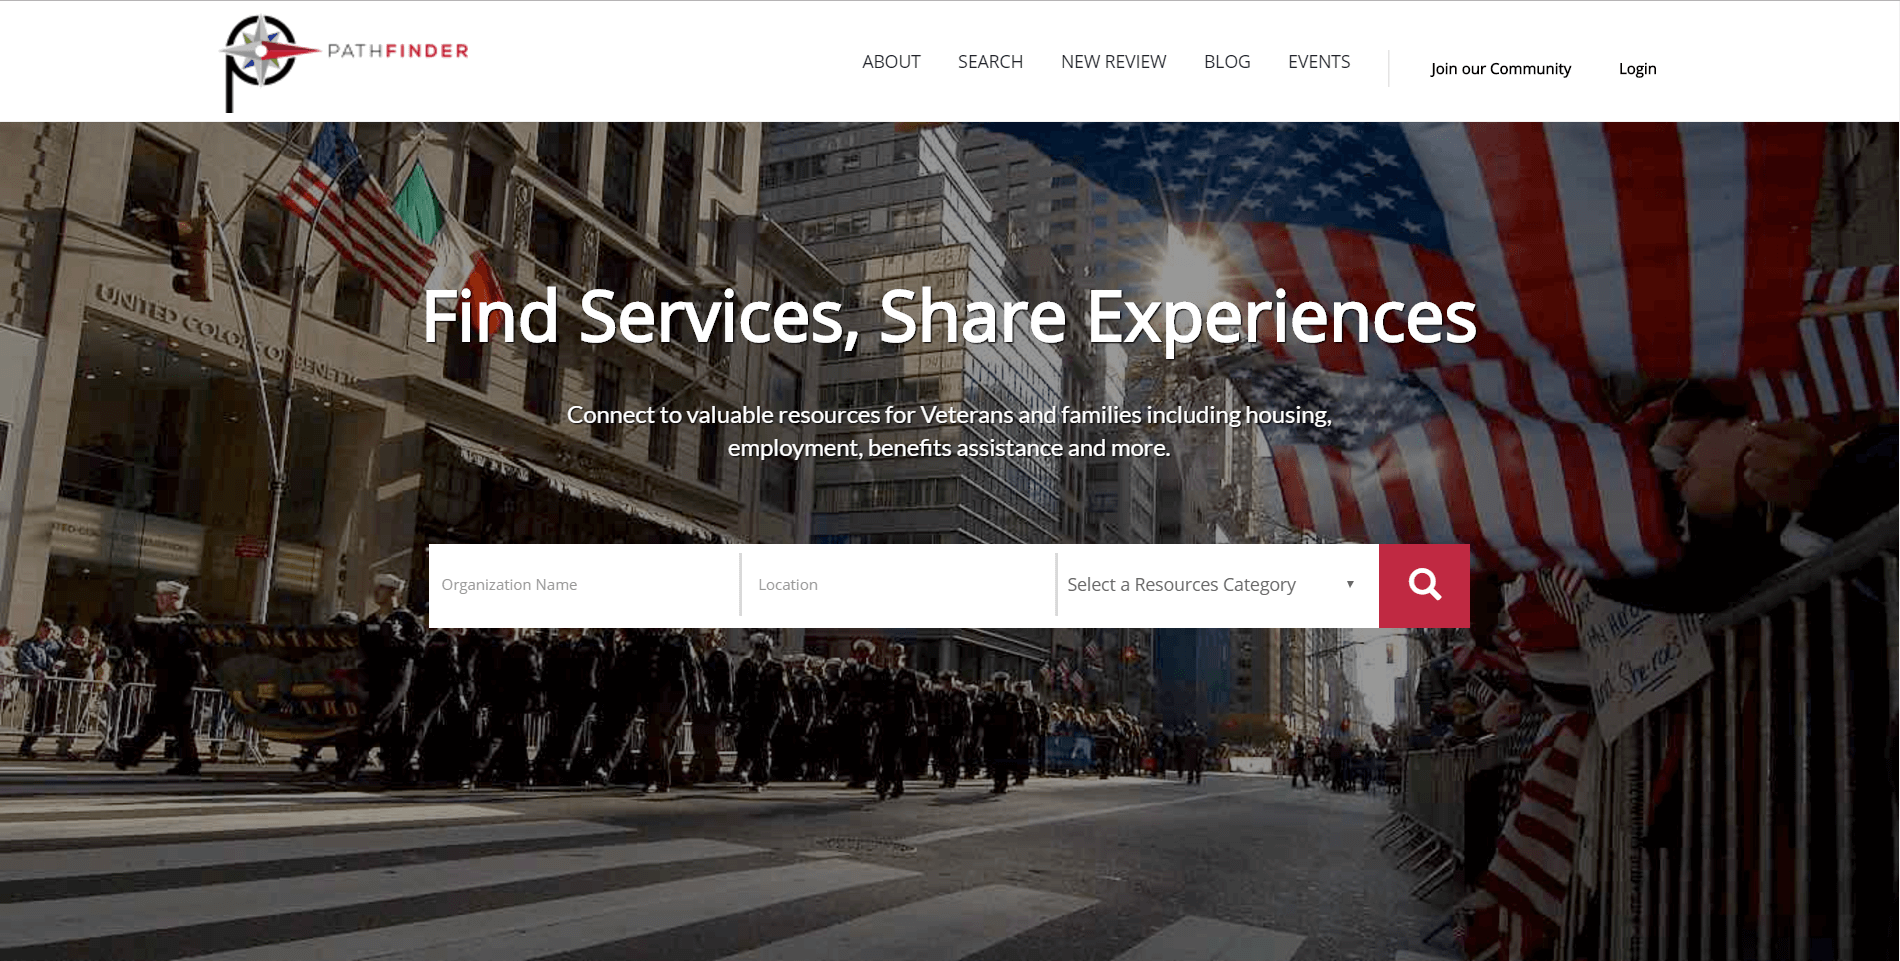 PATHFINDER
ABOUT
SEARCH
NEW REVIEW
BLOG
EVENTS
Join our Community
Login
UNITED COLORS OF BENETTON
Find Services, Share Experiences
Connect to valuable resources for Veterans and families including housing,
employment, benefits assistance and more.
Organization Name
Location
Select a Resources Category